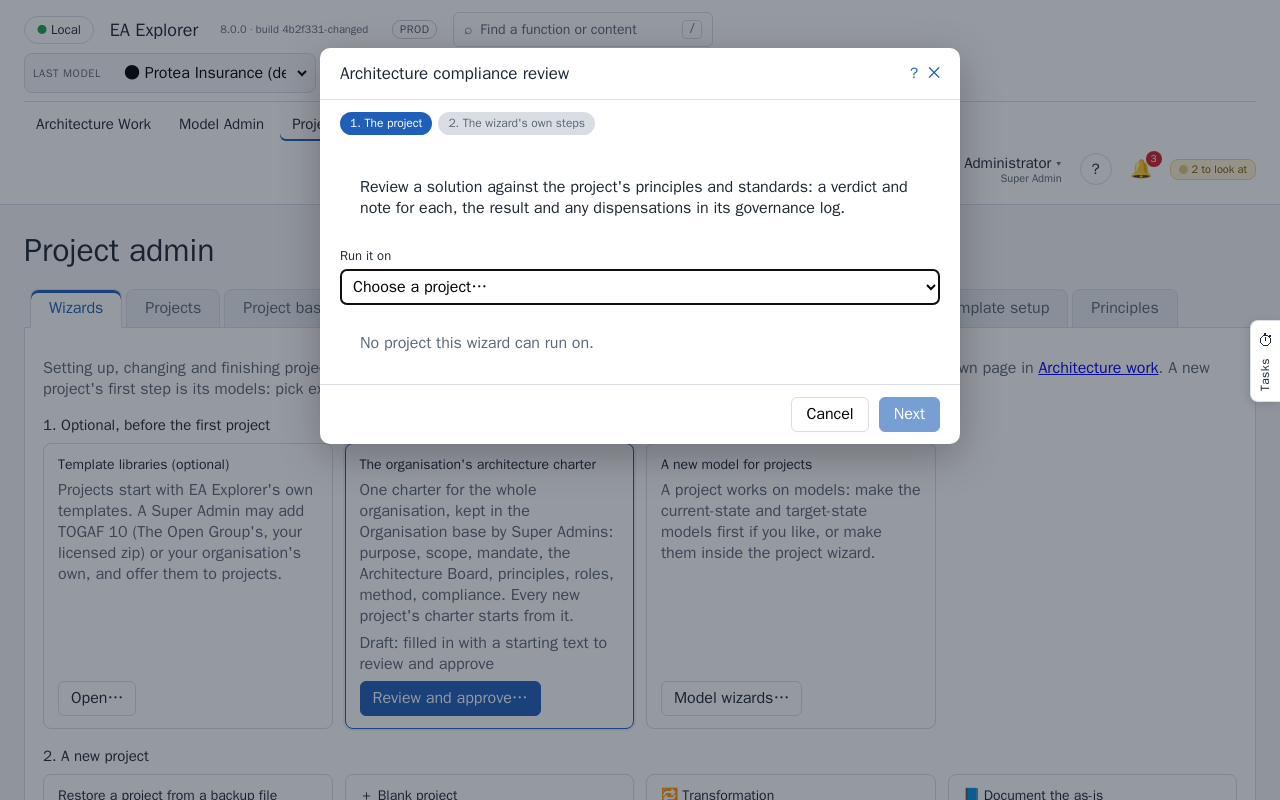 Local
EA Explorer
8.0.0 · build 4b2f331-changed
PROD
Find a function or content
/
LAST MODEL
Protea Insurance (de
Architecture Work
Model Admin
Architecture compliance review
?
1. The project
2. The wizard's own steps
Review a solution against the project's principles and standards: a verdict and
note for each, the result and any dispensations in its governance log.
Run it on
Choose a project⋯
No project this wizard can run on.
Cancel
Next
Administrator
Super Admin
?
3
2 to look at
Project admin
Wizards
Projects
Project bas
setup
Principles
Tasks
Setting up, changing and finishing
page in Architecture work. A new
project's first step is its models: pick
1. Optional, before the first project
Template libraries (optional)
Projects start with EA Explorer's own
templates. A Super Admin may add
TOGAF 10 (The Open Group's, your
licensed zip) or your organisation's
own, and offer them to projects.
Open⋯
The organisation's architecture charter
One charter for the whole
organisation, kept in the
Organisation base by Super Admins:
purpose, scope, mandate, the
Architecture Board, principles, roles,
method, compliance. Every new
project's charter starts from it.
Draft: filled in with a starting text to
review and approve
Review and approve⋯
A new model for projects
A project works on models: make the
current-state and target-state
models first if you like, or make
them inside the project wizard.
Model wizards⋯
2. A new project
Restore a project from a backup file
+ Blank project
Transformation
Document the as-is